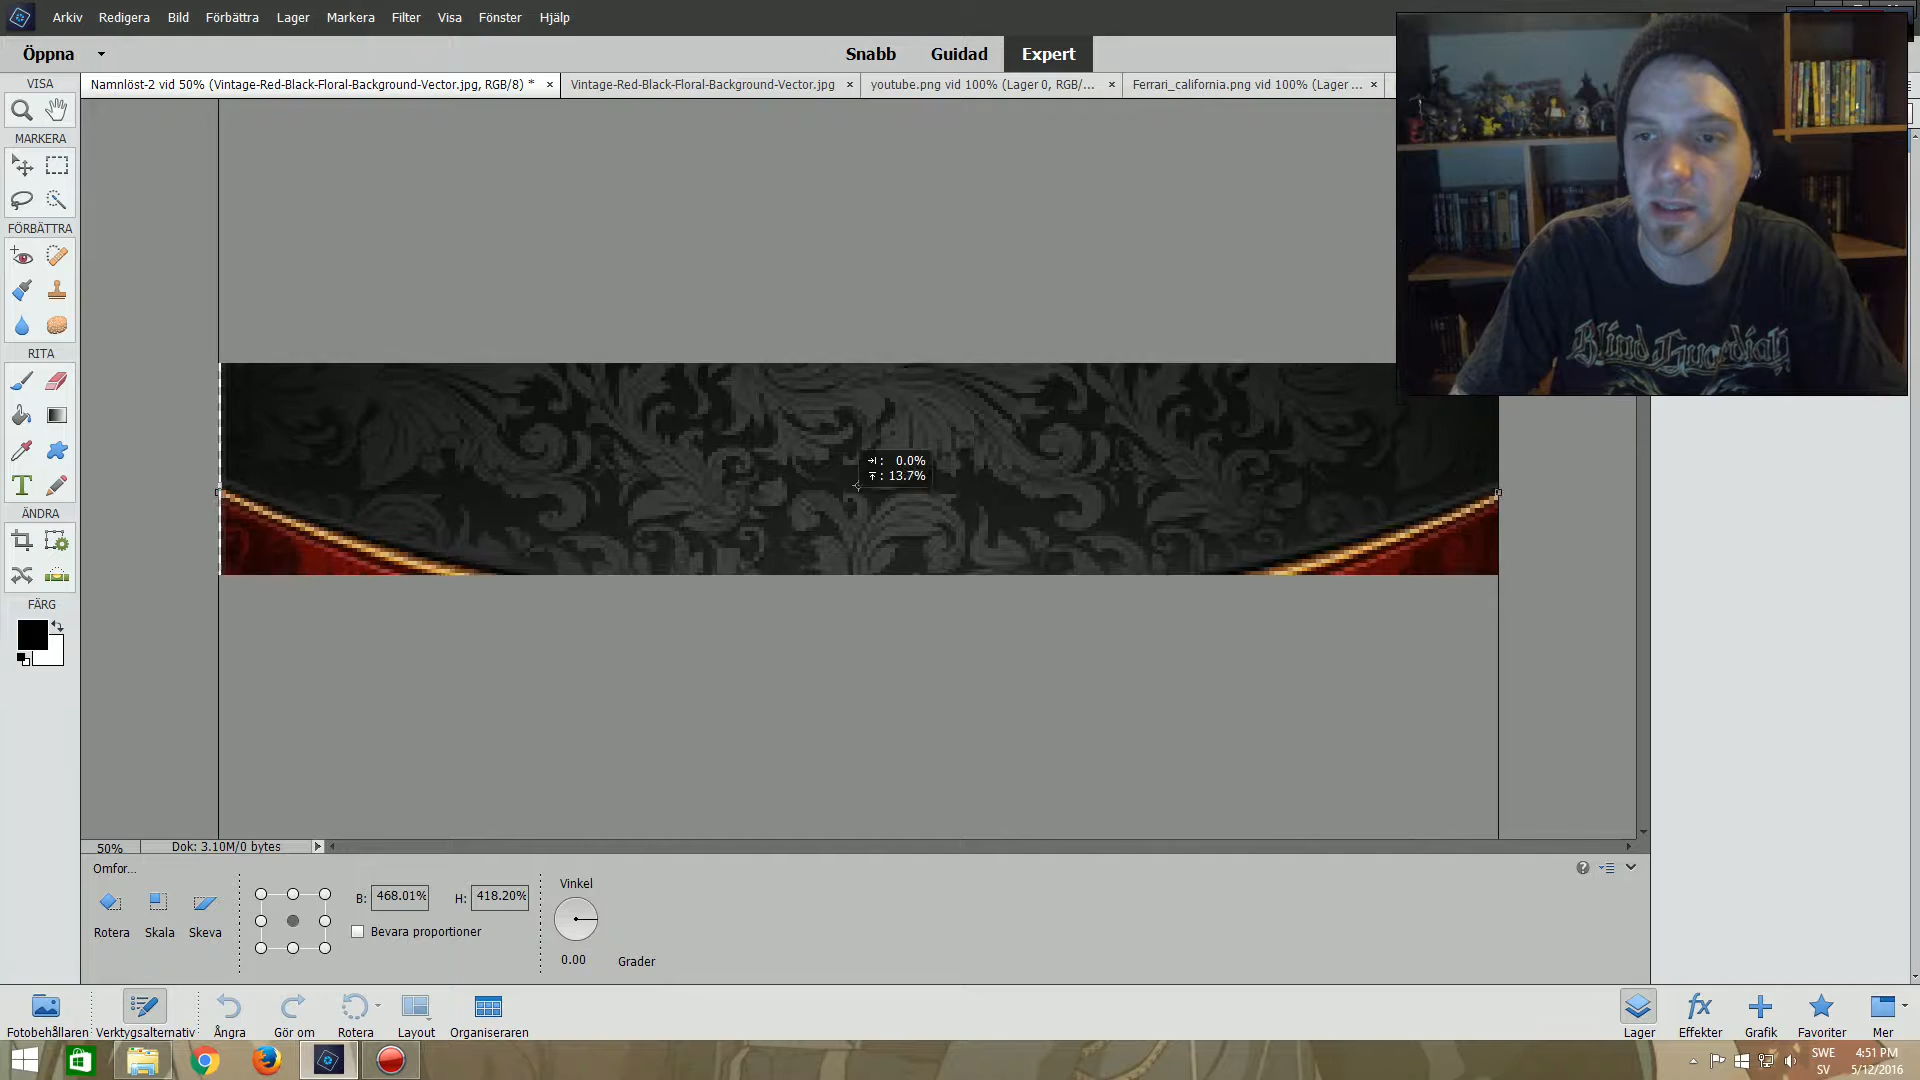 Arkiv Redigera Bild Förbättra Lager Markera Filter Visa Fönster Hjälp
Öppna Snabb Guidad Expert
VISA
Namnlöst-2 vid 50% (Vintage-Red-Black-Floral-Background-Vector.jpg, RGB/8) * × Vintage-Red-Black-Floral-Background-Vector.jpg × youtube.png vid 100% (Lager 0, RGB/... × Ferrari_california.png vid 100% (Lager ... ×
MARKERA
FÖRBÄTTRA
RITA
ÄNDRA
FÄRG
Blind Guardian
0.0%
13.7%
50% Dok: 3.10M/0 bytes
Omfor...
Rotera Skala Skeva
B: 468.01% H: 418.20%
Bevara proportioner
Vinkel
0.00 Grader
Fotobehållaren Verktygsalternativ Ångra Gör om Rotera Layout Organiseraren
Lager Effekter Grafik Favoriter Mer
SWE
SV
4:51 PM
5/12/2016